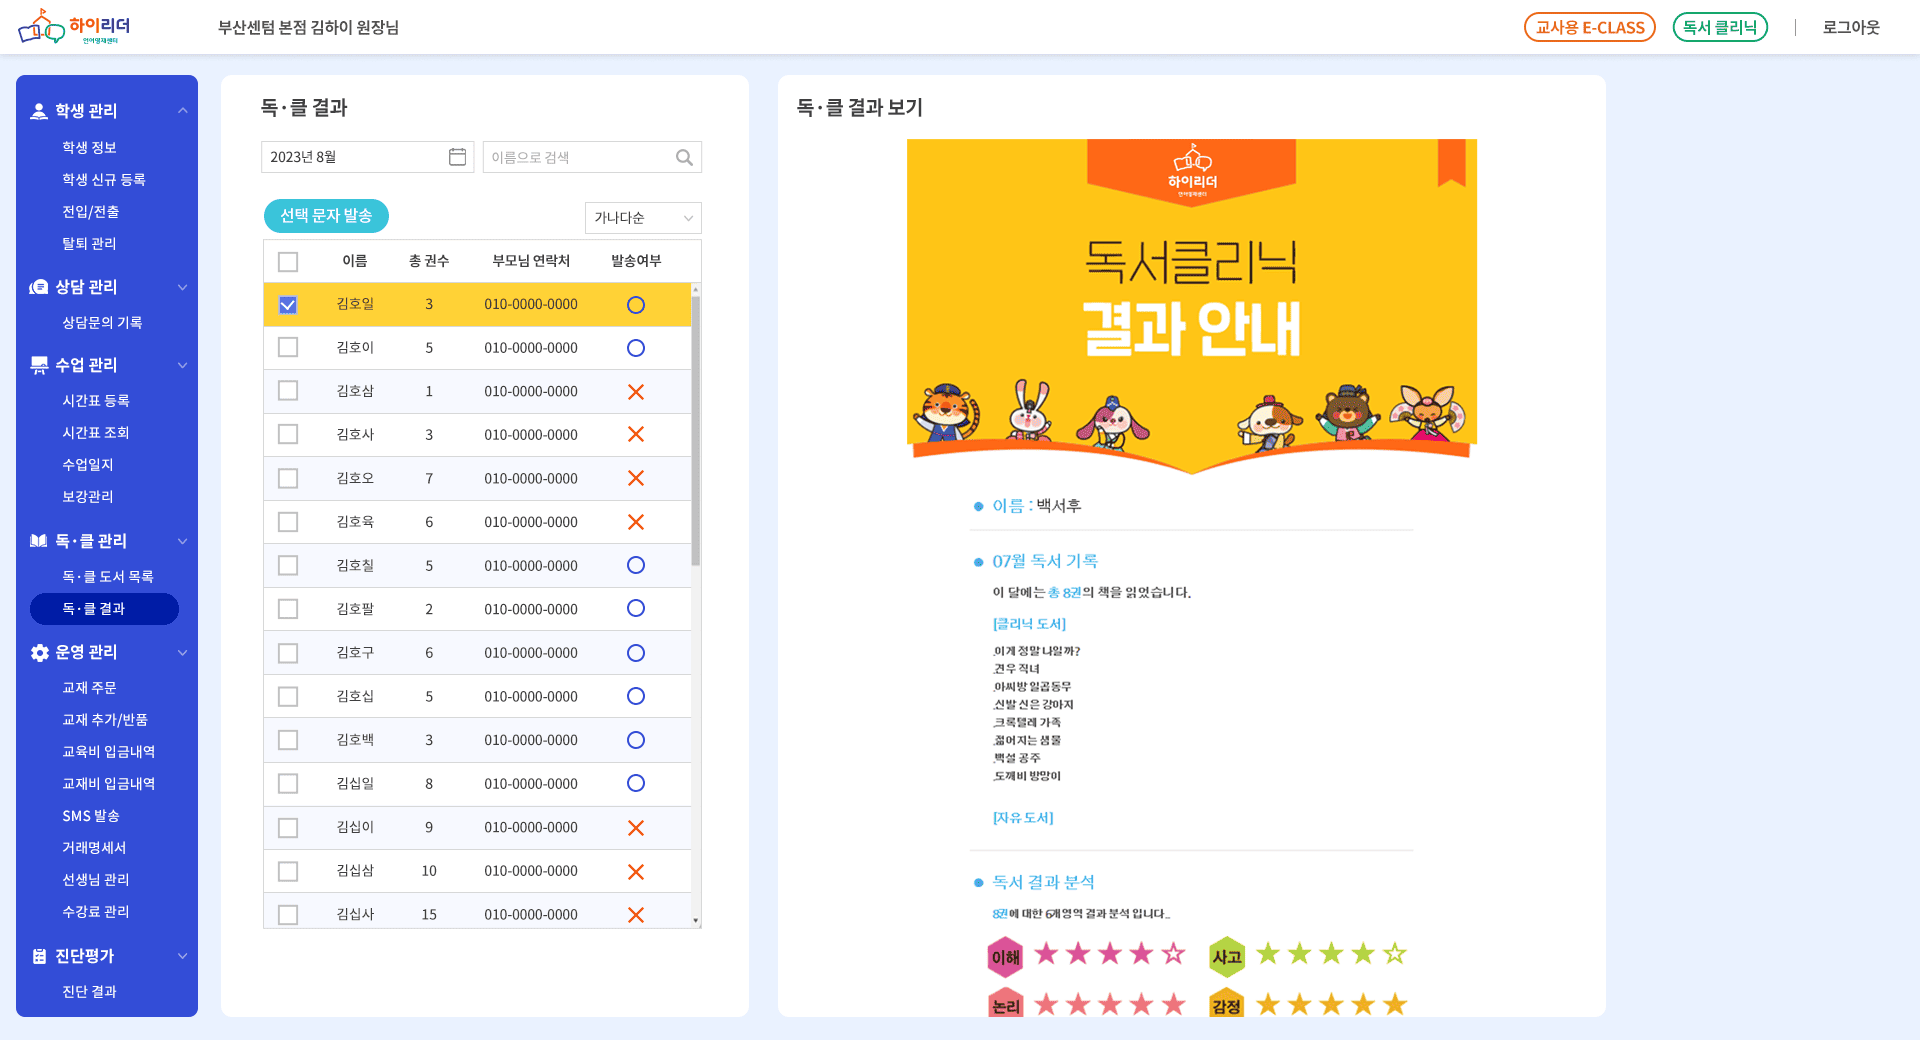 하이리더
언어영재센터
부산센텀 본점 김하이 원장님
교사용 E-CLASS
독서 클리닉
로그아웃
학생 관리
학생 정보
학생 신규 등록
전입/전출
탈퇴 관리
상담 관리
상담문의 기록
수업 관리
시간표 등록
시간표 조회
수업일지
보강관리
독·클 관리
독·클 도서 목록
독·클 결과
운영 관리
교재 주문
교재 추가/반품
교육비 입금내역
교재비 입금내역
SMS 발송
거래명세서
선생님 관리
수강료 관리
진단평가
진단 결과
독·클 결과
2023년 8월
이름으로 검색
선택 문자 발송
가나다순
이름 총 권수 부모님 연락처 발송여부
김호일 3 010-0000-0000
김호이 5 010-0000-0000
김호삼 1 010-0000-0000
김호사 3 010-0000-0000
김호오 7 010-0000-0000
김호육 6 010-0000-0000
김호칠 5 010-0000-0000
김호팔 2 010-0000-0000
김호구 6 010-0000-0000
김호십 5 010-0000-0000
김호백 3 010-0000-0000
김십일 8 010-0000-0000
김십이 9 010-0000-0000
김십삼 10 010-0000-0000
김십사 15 010-0000-0000
독·클 결과 보기
하이리더
언어영재센터
독서클리닉
결과 안내
이름 : 백서후
07월 독서 기록
이 달에는 총 8권의 책을 읽었습니다.
[클리닉 도서]
.이게 정말 나일까?
.견우 직녀
.아씨방 일곱동무
.신발 신은 강아지
.크록텔레 가족
.젊어지는 샘물
.백설 공주
.도깨비 방망이
[자유 도서]
독서 결과 분석
8권에 대한 6개영역 결과 분석 입니다..
이해 사고
논리 감정